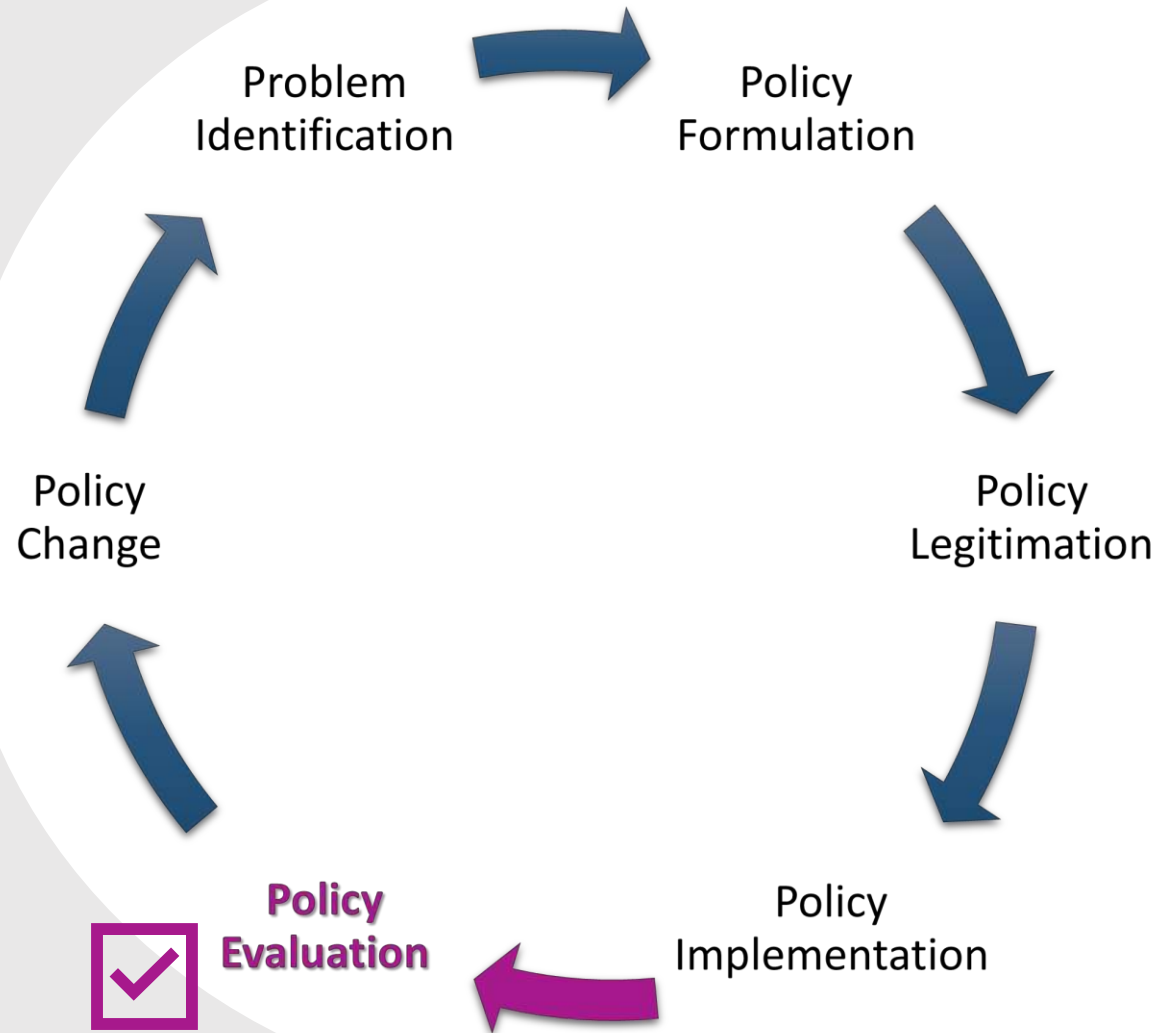 Problem
Identification
Policy
Formulation
Policy
Legitimation
Policy
Implementation
Policy
Evaluation
Policy
Change